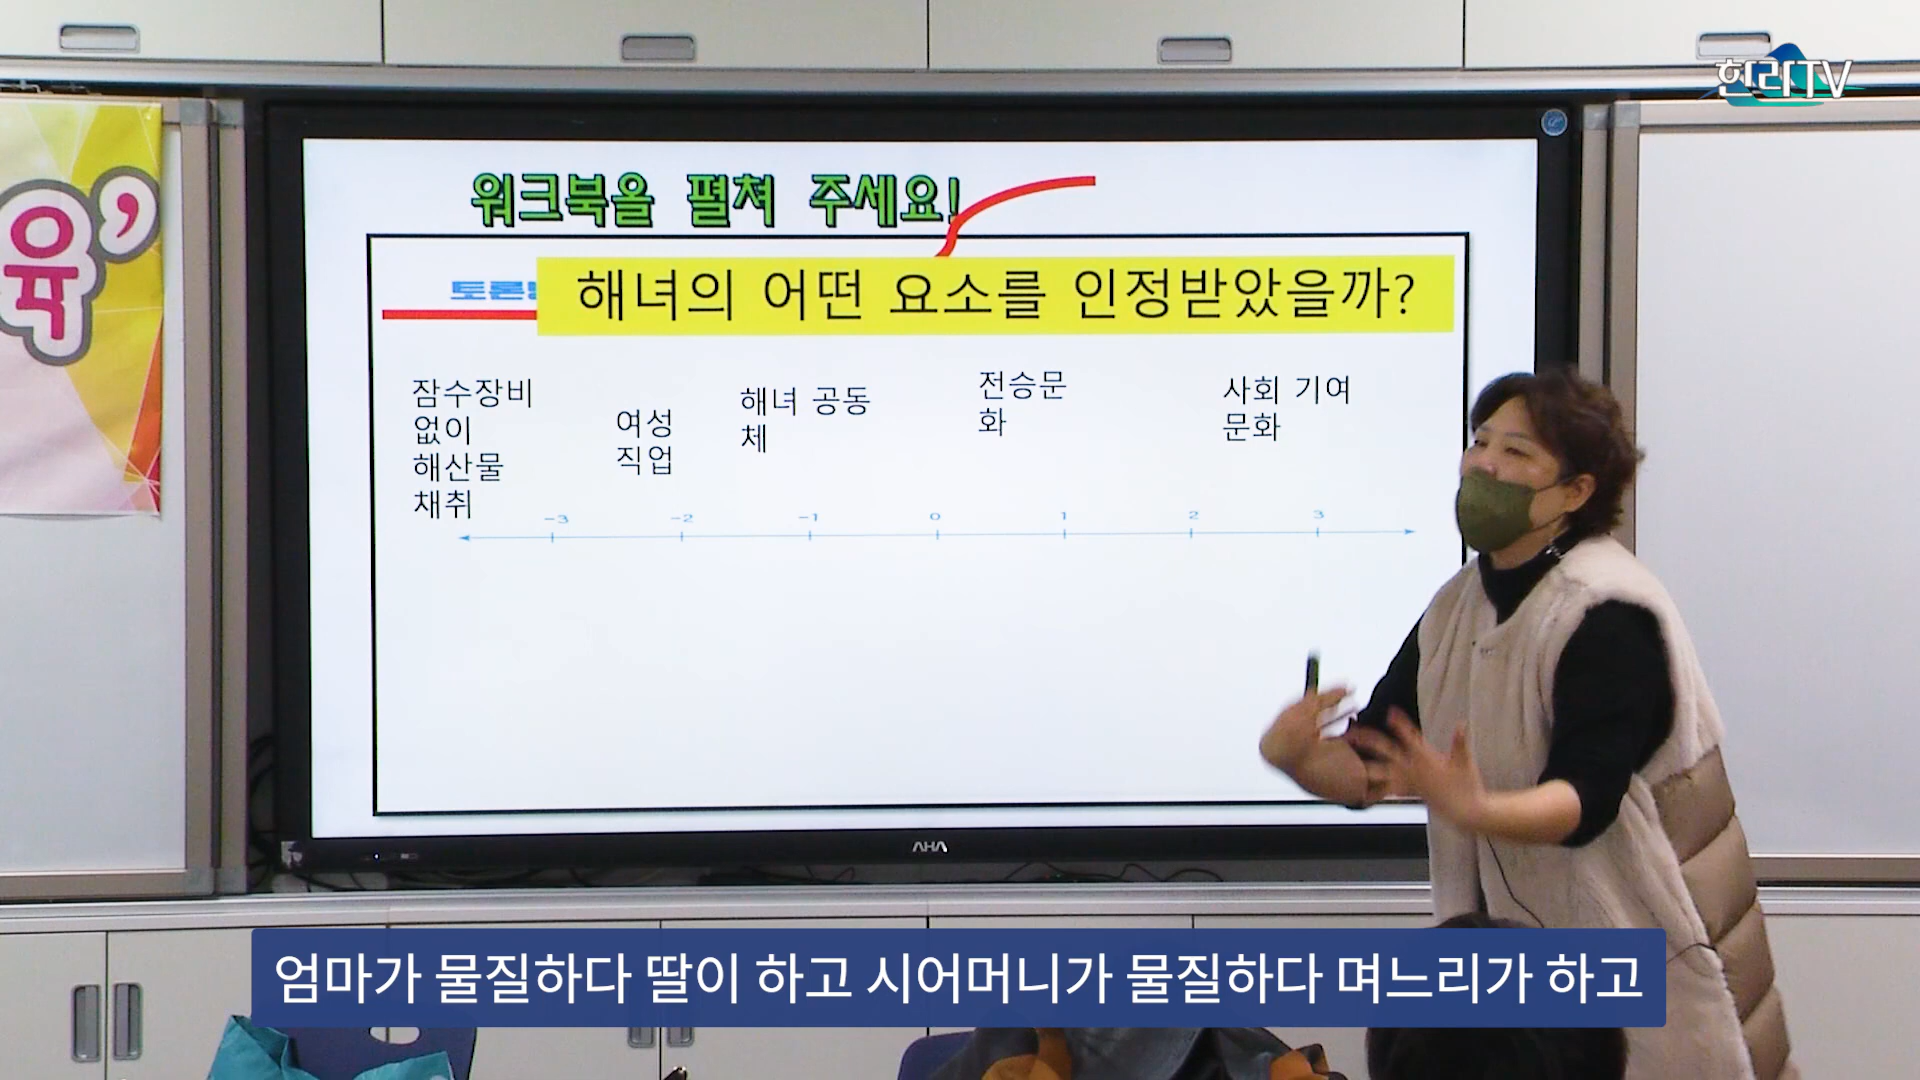 한라TV
육’
워크북을 펼쳐 주세요!
토론
해녀의 어떤 요소를 인정받았을까?
잠수장비
없이
해산물
채취
여성
직업
해녀 공동
체
전승문
화
사회 기여
문화
-3 -2 -1 0 1 2 3
AHA
엄마가 물질하다 딸이 하고 시어머니가 물질하다 며느리가 하고